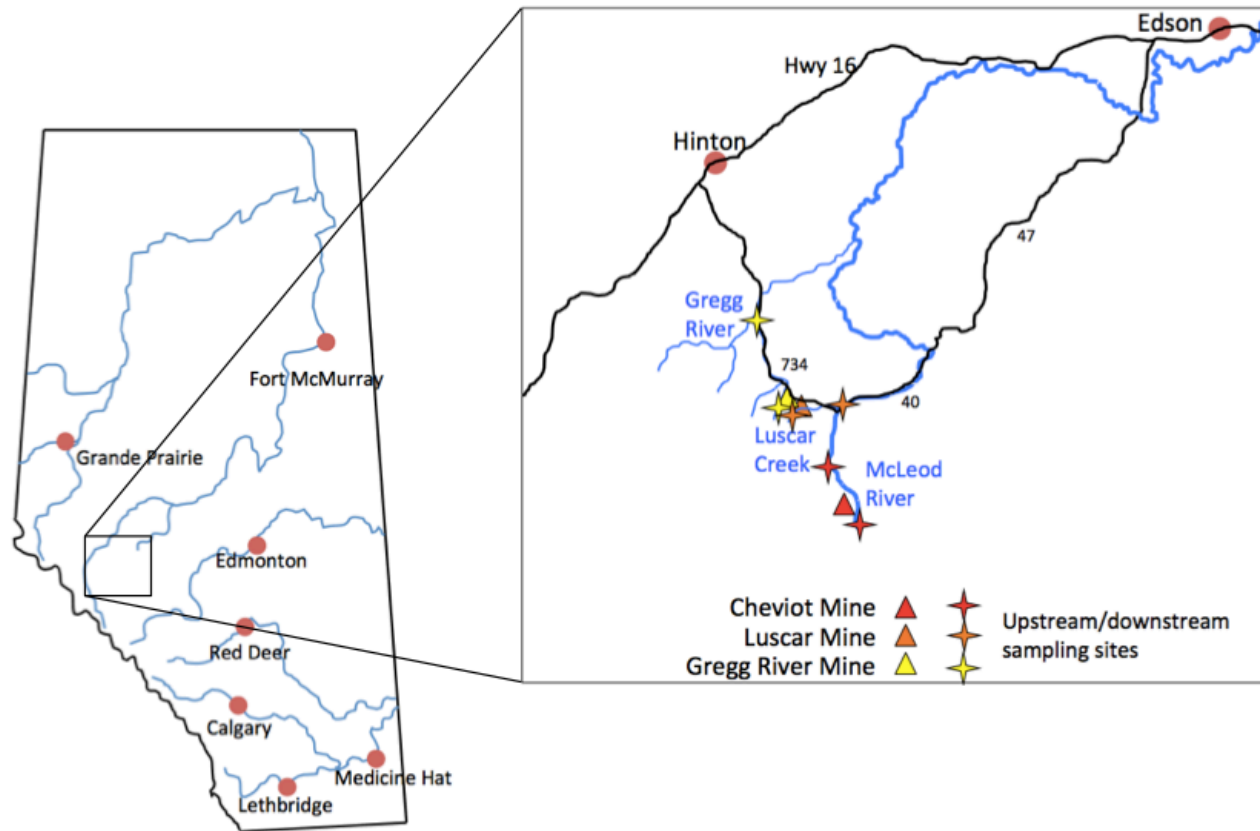 Fort McMurray
Grande Prairie
Edmonton
Red Deer
Calgary
Medicine Hat
Lethbridge
Edson
Hwy 16
Hinton
47
Gregg
River
734
40
Luscar
Creek
McLeod
River
Cheviot Mine
Luscar Mine
Gregg River Mine
Upstream/downstream
sampling sites